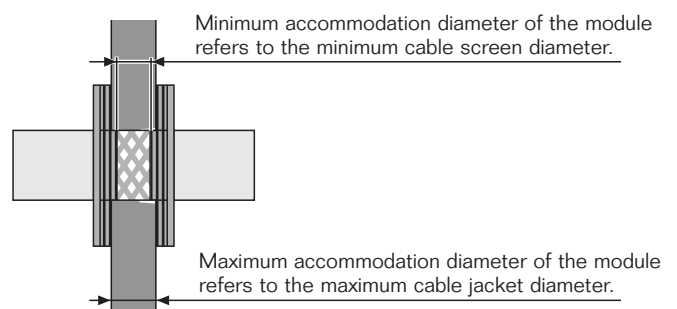 Minimum accommodation diameter of the module
refers to the minimum cable screen diameter.
Maximum accommodation diameter of the module
refers to the maximum cable jacket diameter.